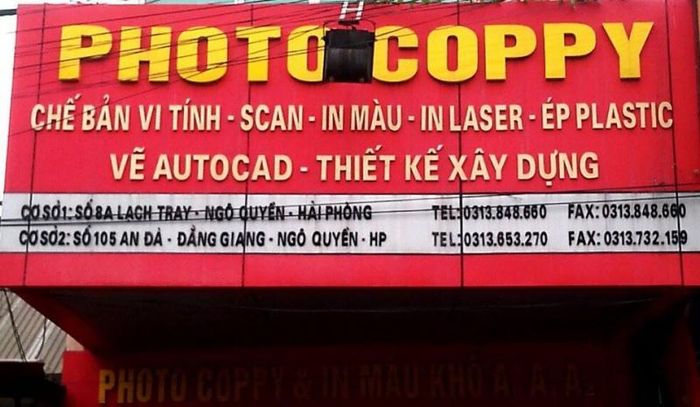 PHOTO COPPY
CHẾ BẢN VI TÍNH - SCAN - IN MÀU - IN LASER - ÉP PLASTIC
VẼ AUTOCAD - THIẾT KẾ XÂY DỰNG
CƠ SỞ1: SỐ 8A LẠCH TRAY - NGÔ QUYỀN - HẢI PHÒNG TEL:0313.848.660 FAX: 0313.848.660
CƠ SỞ2: SỐ 105 AN ĐÀ - ĐẰNG GIANG - NGÔ QUYỀN - HP TEL:0313.653.270 FAX: 0313.732.159
PHOTO COPPY & IN MÀU KHỔ A. A. A₂